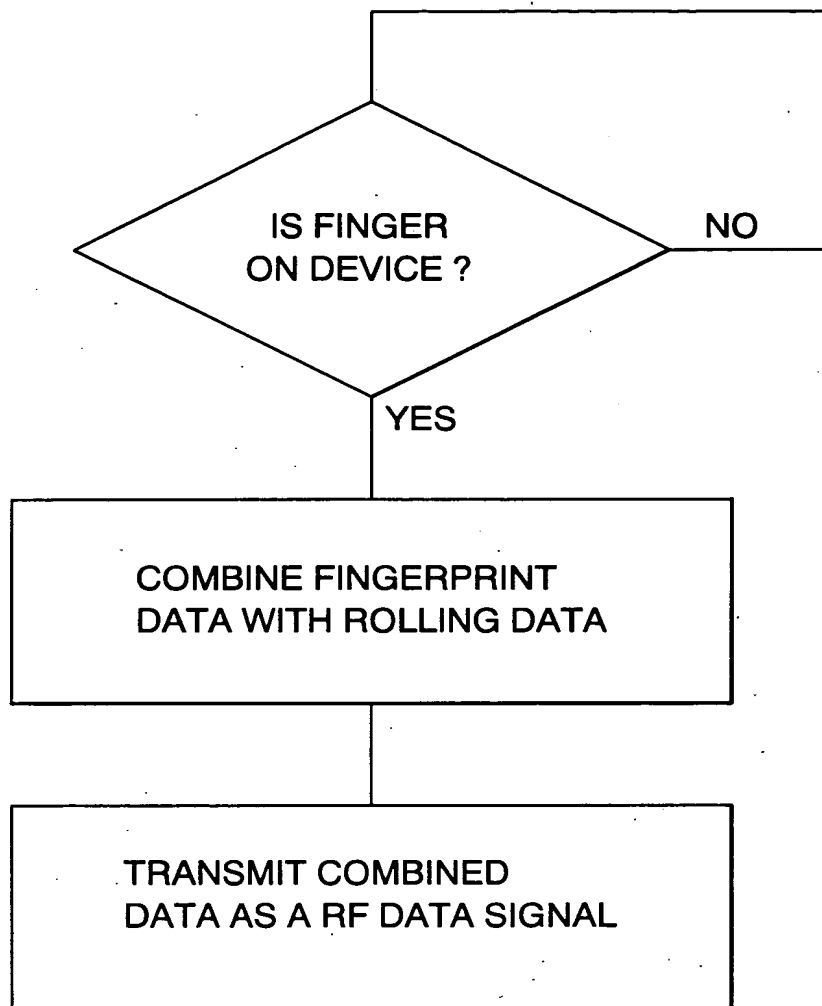 IS FINGER
ON DEVICE ?
NO
YES
COMBINE FINGERPRINT
DATA WITH ROLLING DATA
TRANSMIT COMBINED
DATA AS A RF DATA SIGNAL